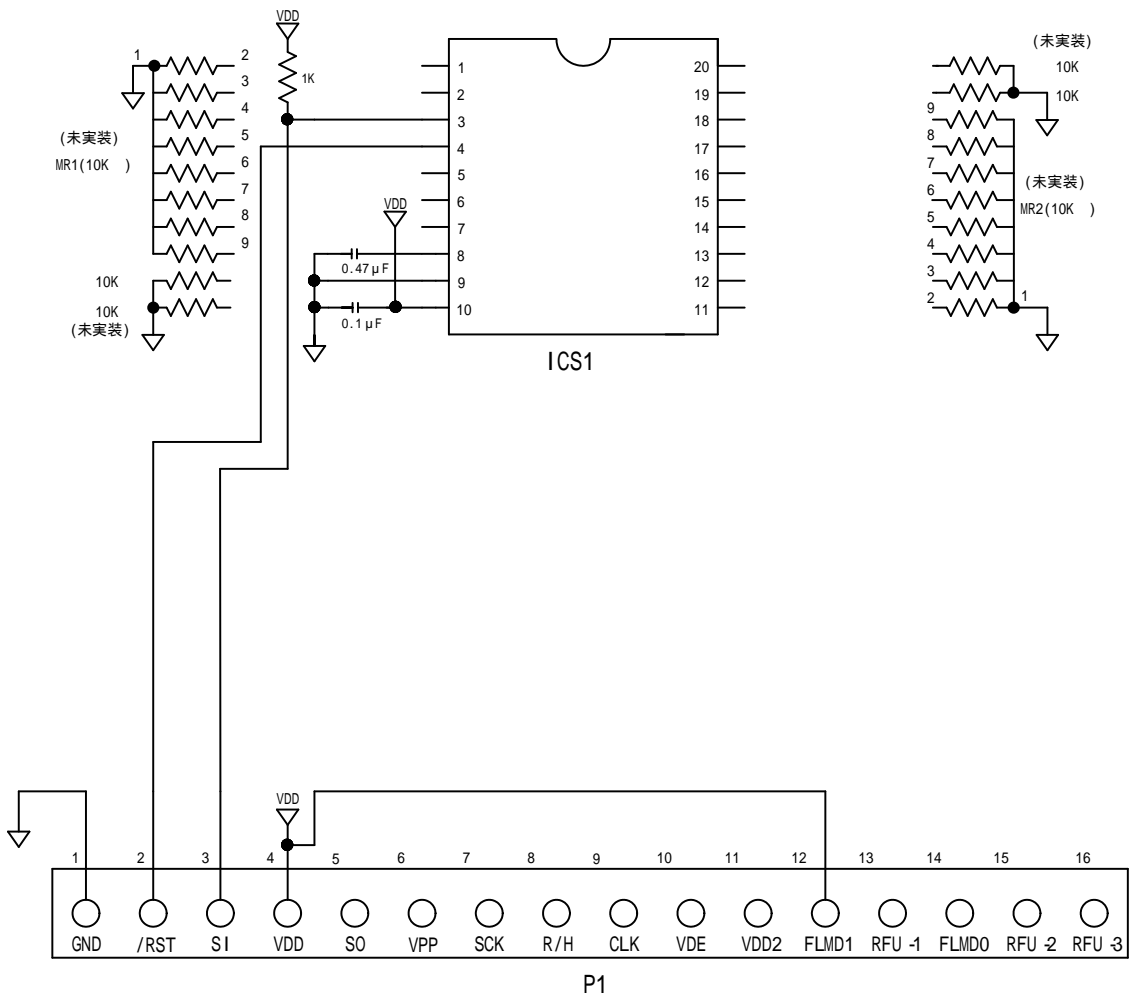 VDD
1K
1
2
3
4
5
6
7
8
9
(未実装)
MR1(10K )
10K
10K
(未実装)
VDD
0.47μF
0.1μF
1
2
3
4
5
6
7
8
9
10
20
19
18
17
16
15
14
13
12
11
ICS1
(未実装)
10K
10K
9
8
7
6
5
4
3
2
1
(未実装)
MR2(10K )
VDD
1 2 3 4 5 6 7 8 9 10 11 12 13 14 15 16
GND /RST SI VDD SO VPP SCK R/H CLK VDE VDD2 FLMD1 RFU-1 FLMD0 RFU-2 RFU-3
P1